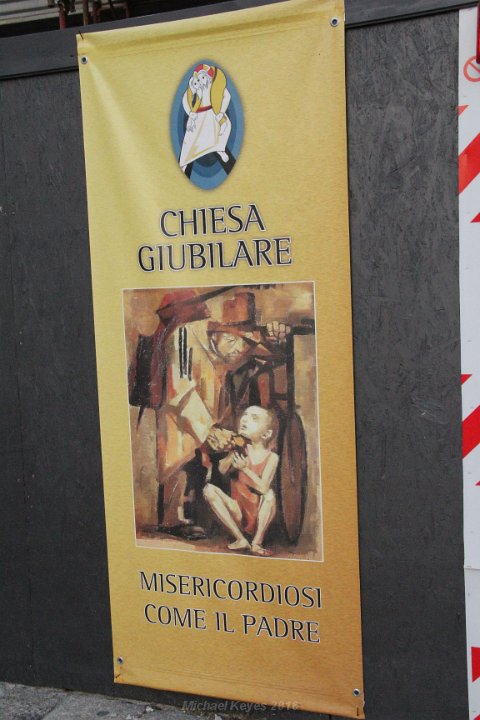 CHIESA
GIUBILARE
MISERICORDIOSI
COME IL PADRE
Michael Keyes 2016